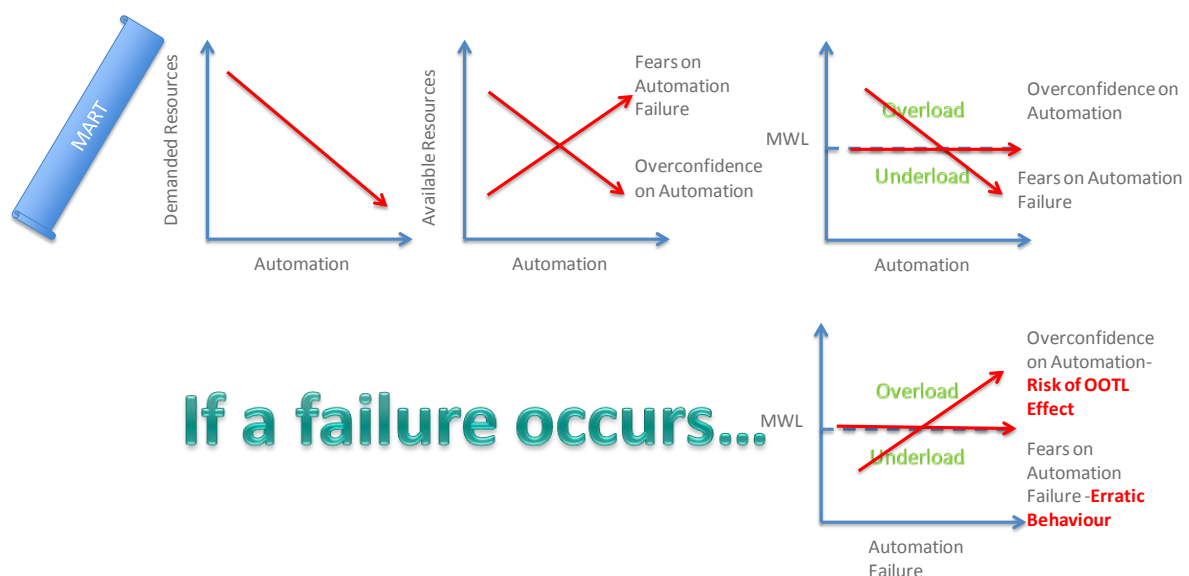 MART
Demanded Resources
Automation
Available Resources
Fears on
Automation
Failure
Overconfidence
on Automation
Automation
MWL
Overload
Underload
Overconfidence on
Automation
Fears on Automation
Failure
Automation
If a failure occurs...
MWL
Overload
Underload
Overconfidence
on Automation-
Risk of OOTL
Effect
Fears on
Automation
Failure -Erratic
Behaviour
Automation
Failure